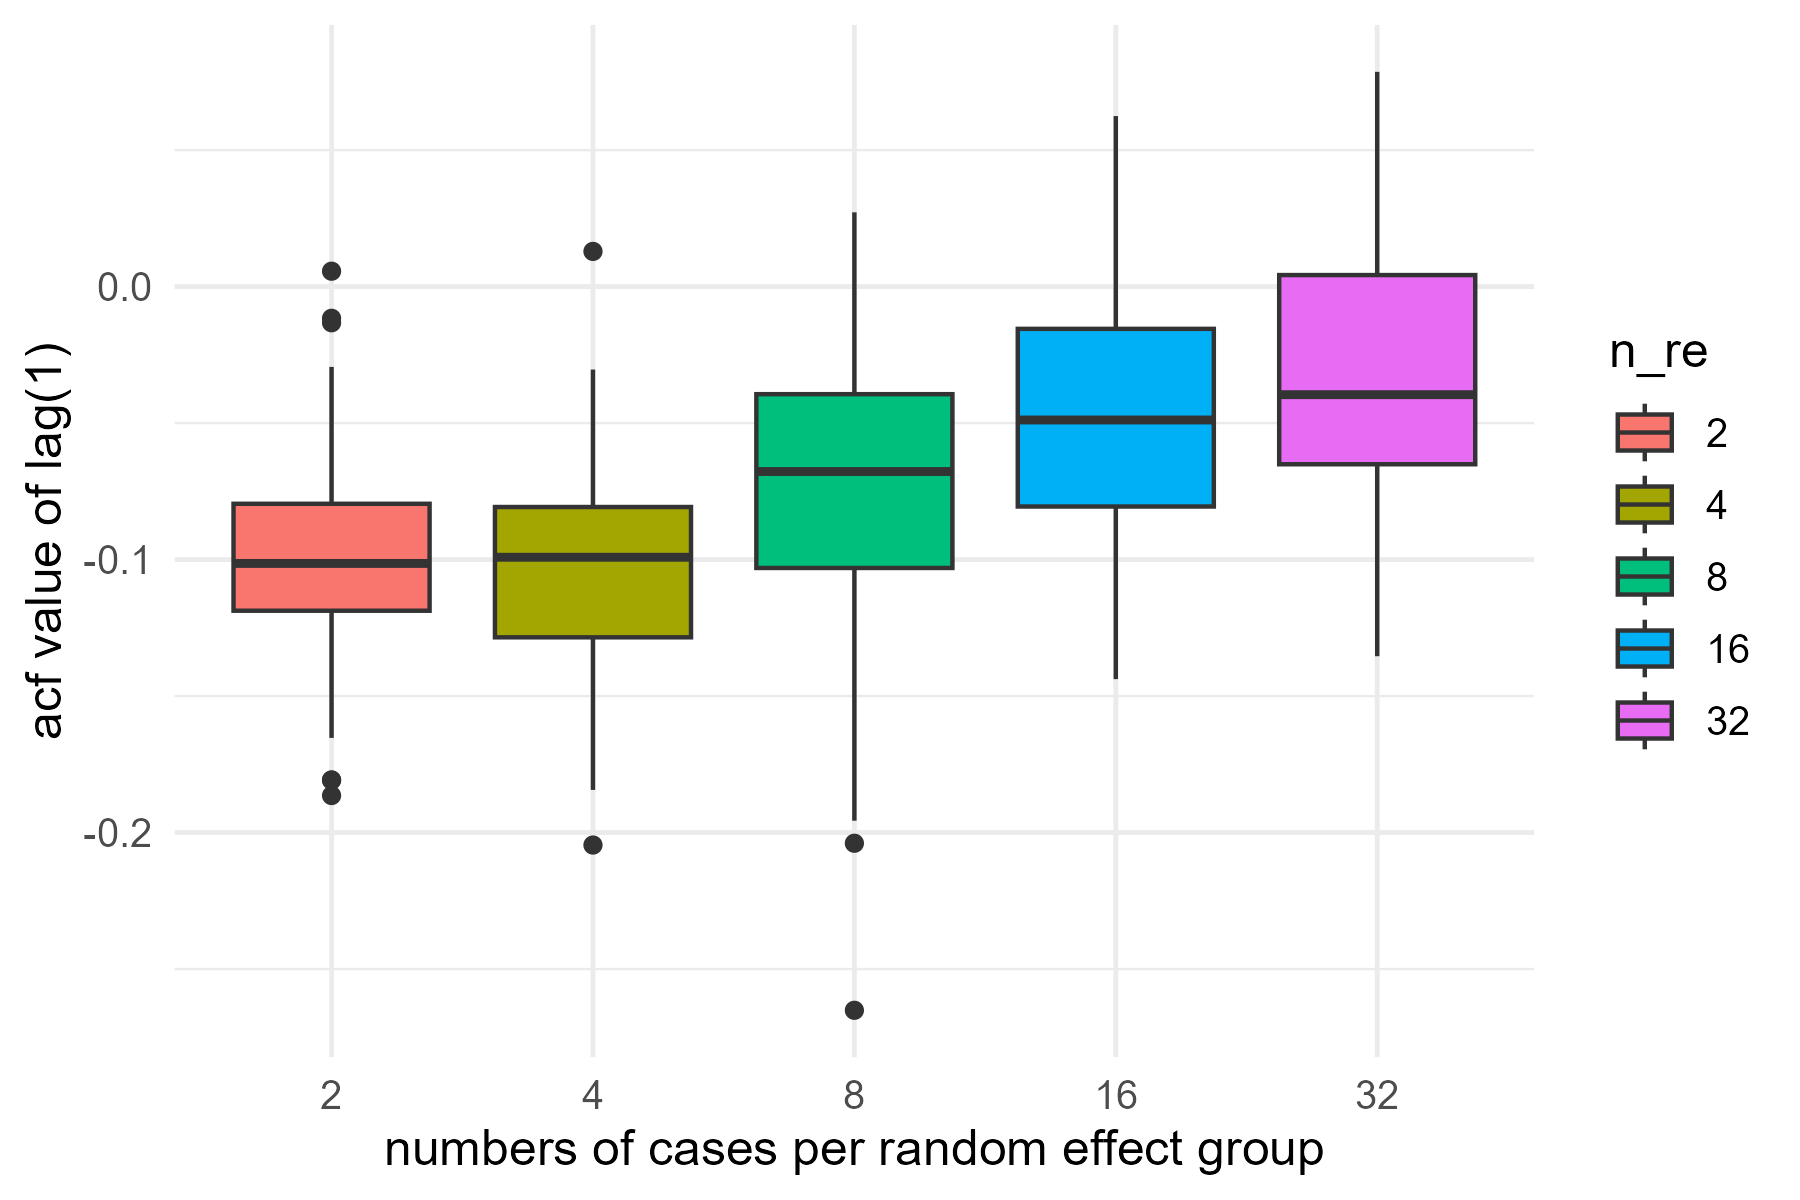 acf value of lag(1)
0.0
-0.1
-0.2
2 4 8 16 32
numbers of cases per random effect group
n_re
2
4
8
16
32